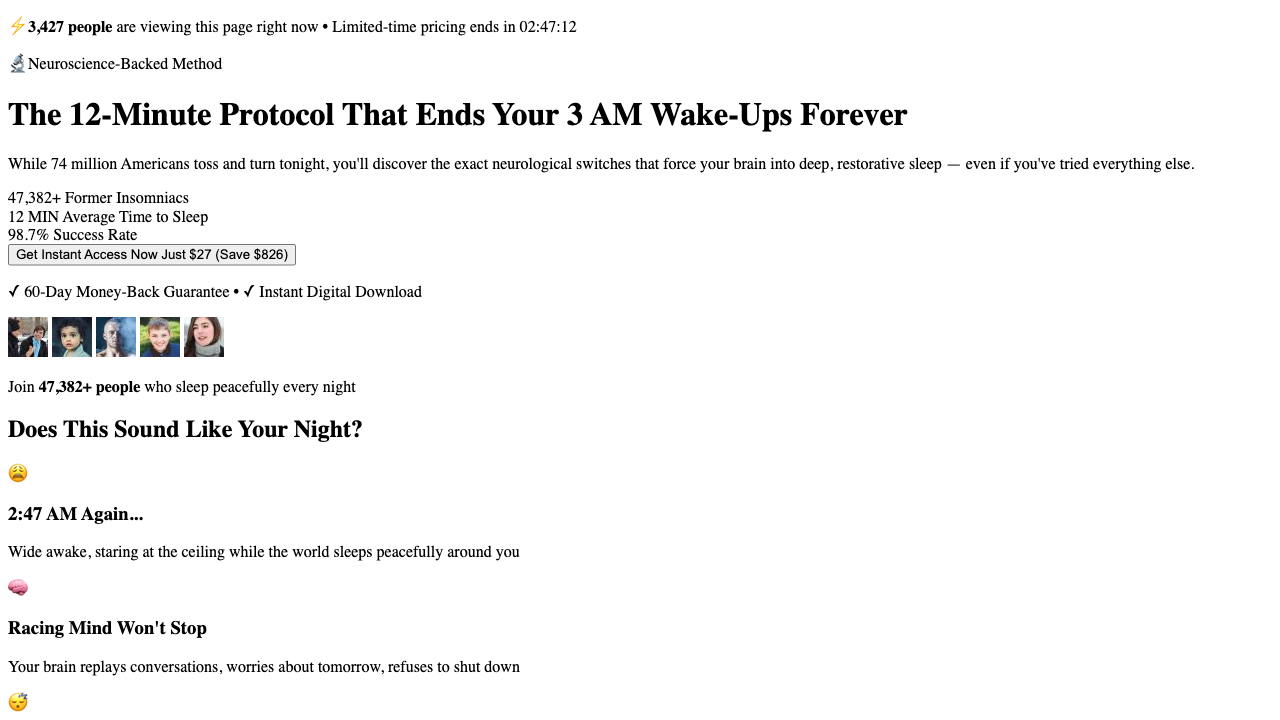 ⚡3,427 people are viewing this page right now • Limited-time pricing ends in 02:47:12
🔬Neuroscience-Backed Method
The 12-Minute Protocol That Ends Your 3 AM Wake-Ups Forever
While 74 million Americans toss and turn tonight, you'll discover the exact neurological switches that force your brain into deep, restorative sleep — even if you've tried everything else.
47,382+ Former Insomniacs
12 MIN Average Time to Sleep
98.7% Success Rate
Get Instant Access Now Just $27 (Save $826)
✓ 60-Day Money-Back Guarantee • ✓ Instant Digital Download
Join 47,382+ people who sleep peacefully every night
Does This Sound Like Your Night?
😩
2:47 AM Again...
Wide awake, staring at the ceiling while the world sleeps peacefully around you
🧠
Racing Mind Won't Stop
Your brain replays conversations, worries about tomorrow, refuses to shut down
😴